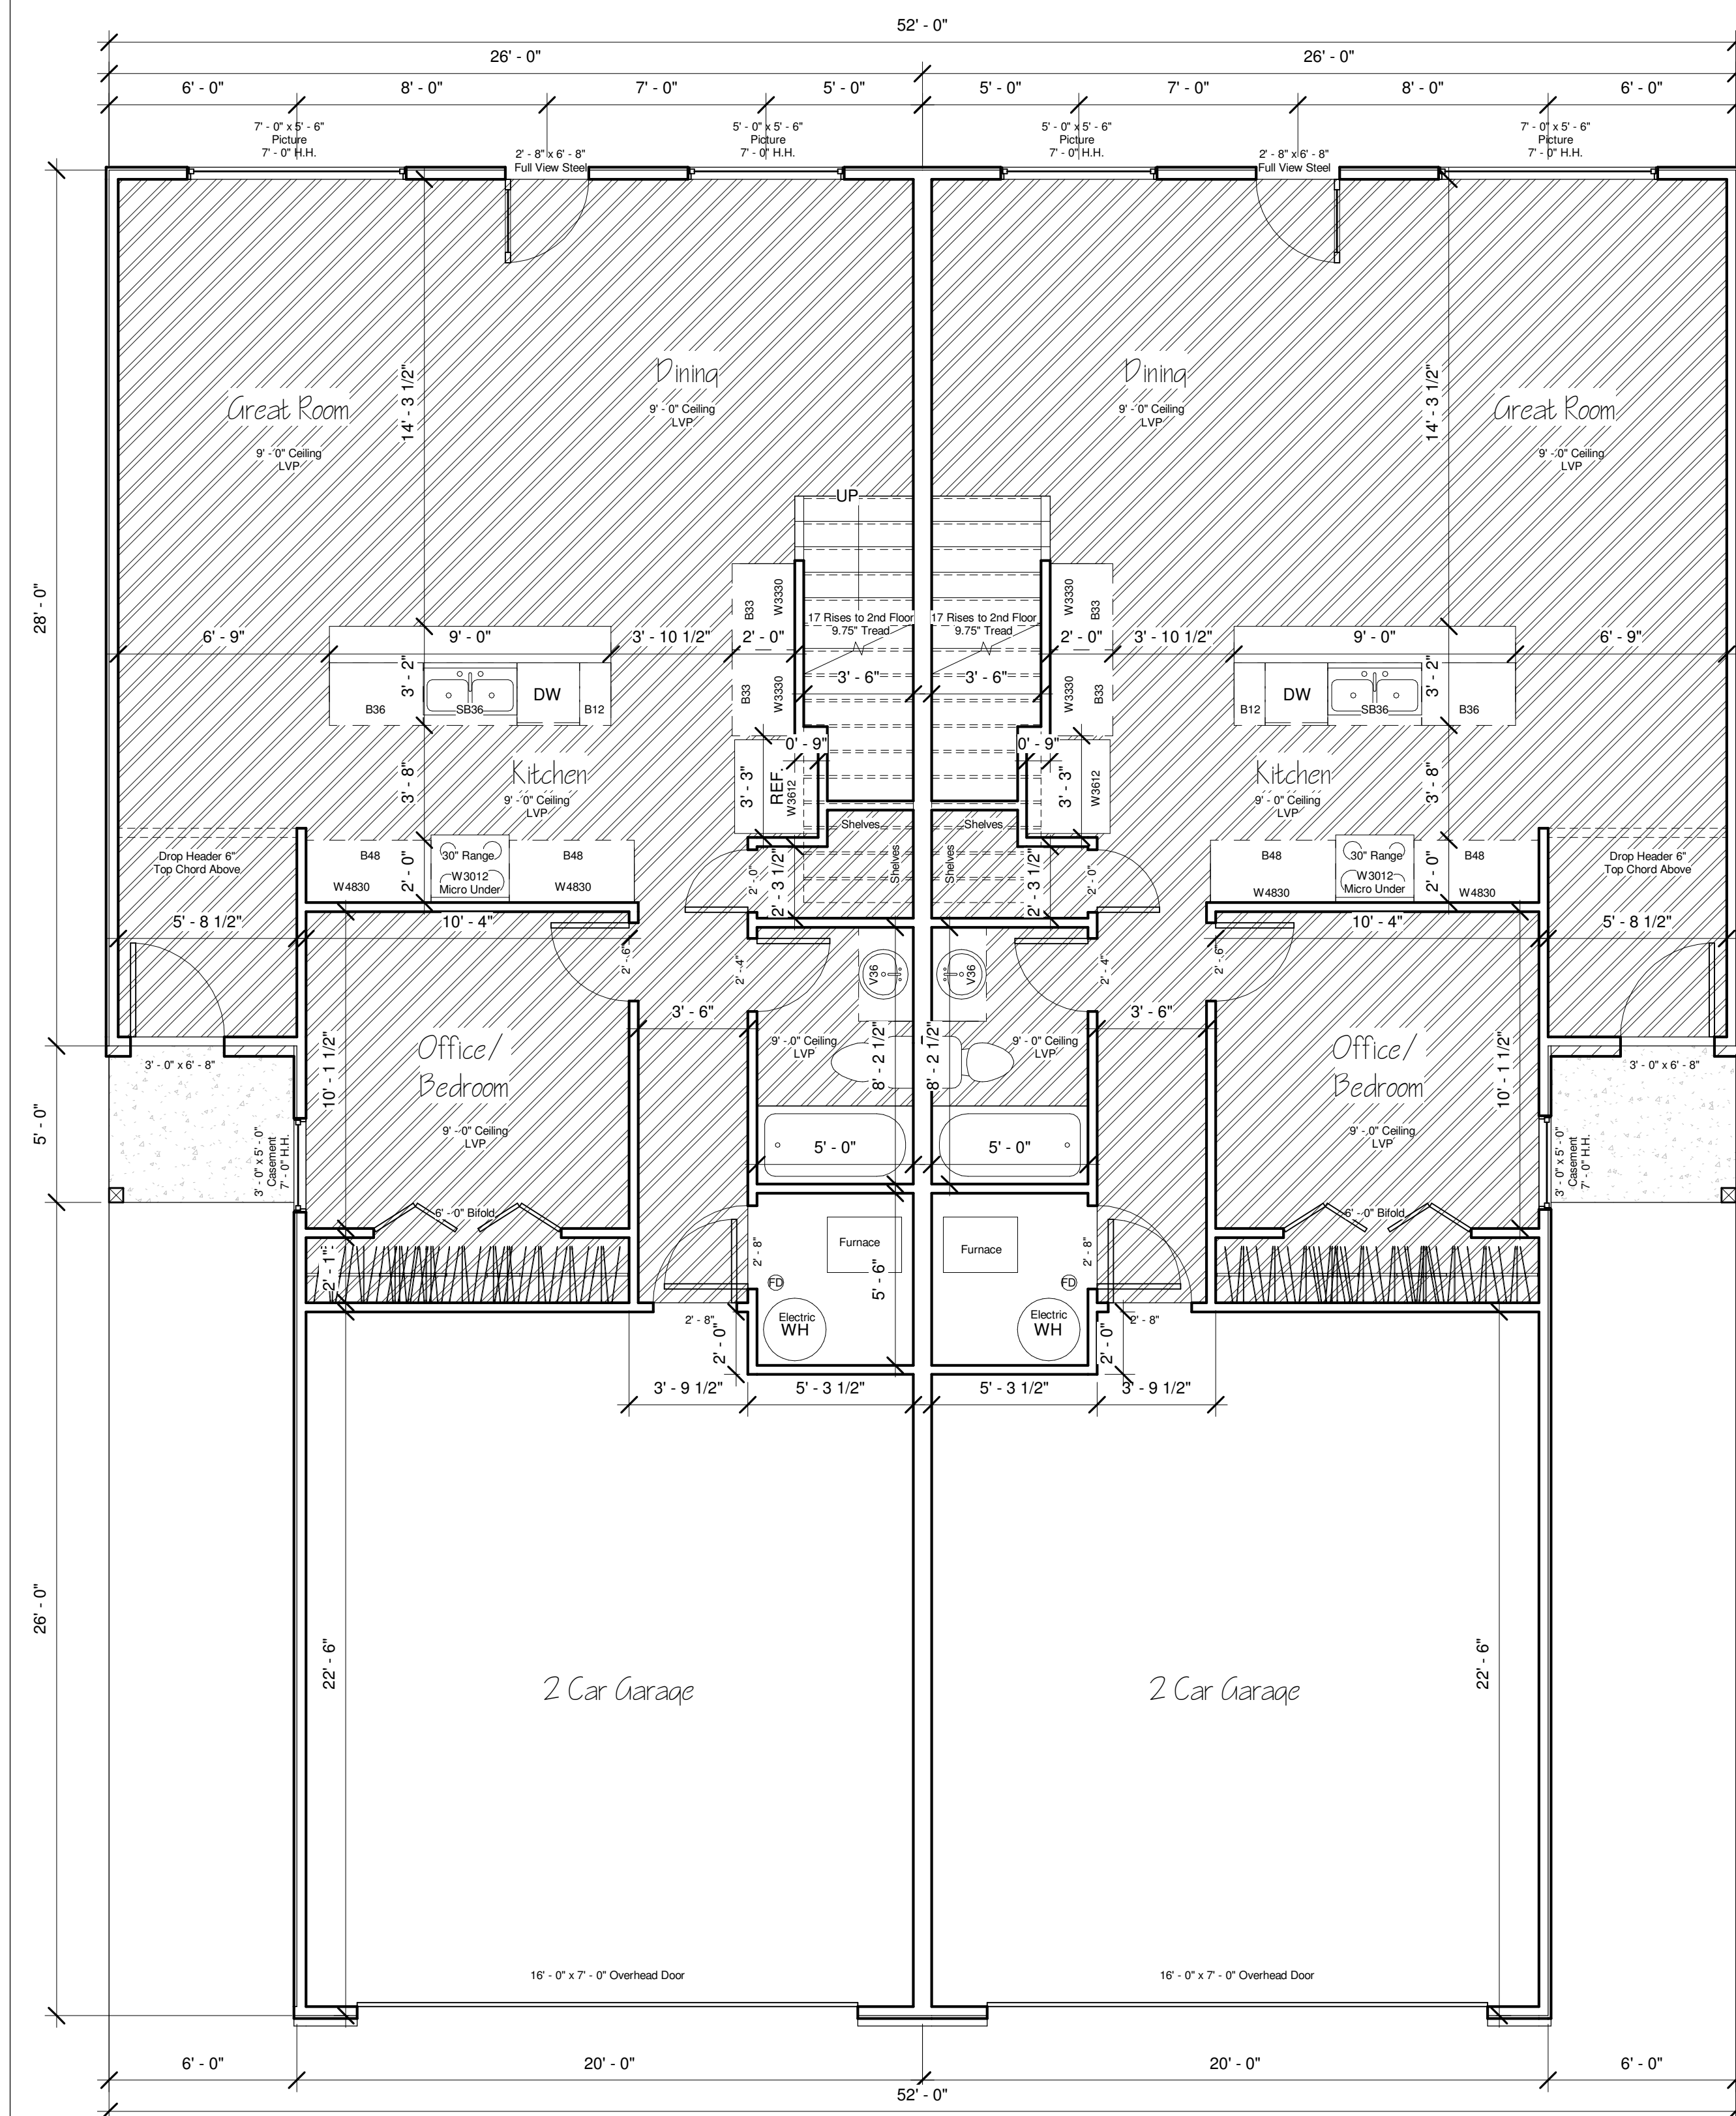 52' - 0"
26' - 0" 26' - 0"
6' - 0" 8' - 0" 7' - 0" 5' - 0" 5' - 0" 7' - 0" 8' - 0" 6' - 0"
7' - 0" x 5' - 6"
Picture
7' - 0" H.H.
2' - 8" x 6' - 8"
Full View Steel
5' - 0" x 5' - 6"
Picture
7' - 0" H.H.
5' - 0" x 5' - 6"
Picture
7' - 0" H.H.
2' - 8" x 6' - 8"
Full View Steel
7' - 0" x 5' - 6"
Picture
7' - 0" H.H.
28' - 0"
5' - 0"
26' - 0"
Great Room
9' - 0" Ceiling
LVP
14' - 3 1/2"
Dining
9' - 0" Ceiling
LVP
Dining
9' - 0" Ceiling
LVP
14' - 3 1/2"
Great Room
9' - 0" Ceiling
LVP
UP
17 Rises to 2nd Floor
9.75" Tread
17 Rises to 2nd Floor
9.75" Tread
3' - 6" 3' - 6"
6' - 9" 9' - 0" 3' - 10 1/2" 2' - 0"
2' - 0" 3' - 10 1/2" 9' - 0" 6' - 9"
B33 W3330
B33 W3330
W3330 B33
W3330 B33
B36 3' - 2" SB36 DW B12
B12 DW SB36 3' - 2" B36
0' - 9" 0' - 9"
3' - 3" REF. W3612
3' - 3" W3612
Kitchen
9' - 0" Ceiling
LVP
3' - 8"
Kitchen
9' - 0" Ceiling
LVP
3' - 8"
Shelves Shelves
Shelves Shelves
Drop Header 6"
Top Chord Above
Drop Header 6"
Top Chord Above
B48 30" Range B48
W4830 W3012 W4830
Micro Under
2' - 0"
B48 30" Range B48
W4830 W3012 W4830
Micro Under
2' - 0"
2' - 0" 2' - 3 1/2"
2' - 3 1/2" 2' - 0"
5' - 8 1/2" 10' - 4" 10' - 4" 5' - 8 1/2"
2' - 6" 2' - 4" V36 V36 2' - 4" 2' - 6"
3' - 6" 3' - 6"
9' - 0" Ceiling
LVP
8' - 2 1/2"
8' - 2 1/2"
9' - 0" Ceiling
LVP
5' - 0" 5' - 0"
3' - 0" x 6' - 8"
3' - 0" x 6' - 8"
Office/
Bedroom
9' - 0" Ceiling
LVP
10' - 1 1/2"
Office/
Bedroom
9' - 0" Ceiling
LVP
10' - 1 1/2"
3' - 0" x 5' - 0"
Casement
7' - 0" H.H.
3' - 0" x 5' - 0"
Casement
7' - 0" H.H.
6' - 0" Bifold
6' - 0" Bifold
2' - 1"
2' - 8" Furnace Furnace 2' - 8"
FD 5' - 6" FD
Electric
WH
Electric
WH
2' - 8" 2' - 0" 2' - 0" 2' - 8"
3' - 9 1/2" 5' - 3 1/2" 5' - 3 1/2" 3' - 9 1/2"
22' - 6" 22' - 6"
2 Car Garage 2 Car Garage
16' - 0" x 7' - 0" Overhead Door 16' - 0" x 7' - 0" Overhead Door
6' - 0" 20' - 0" 20' - 0" 6' - 0"
52' - 0"